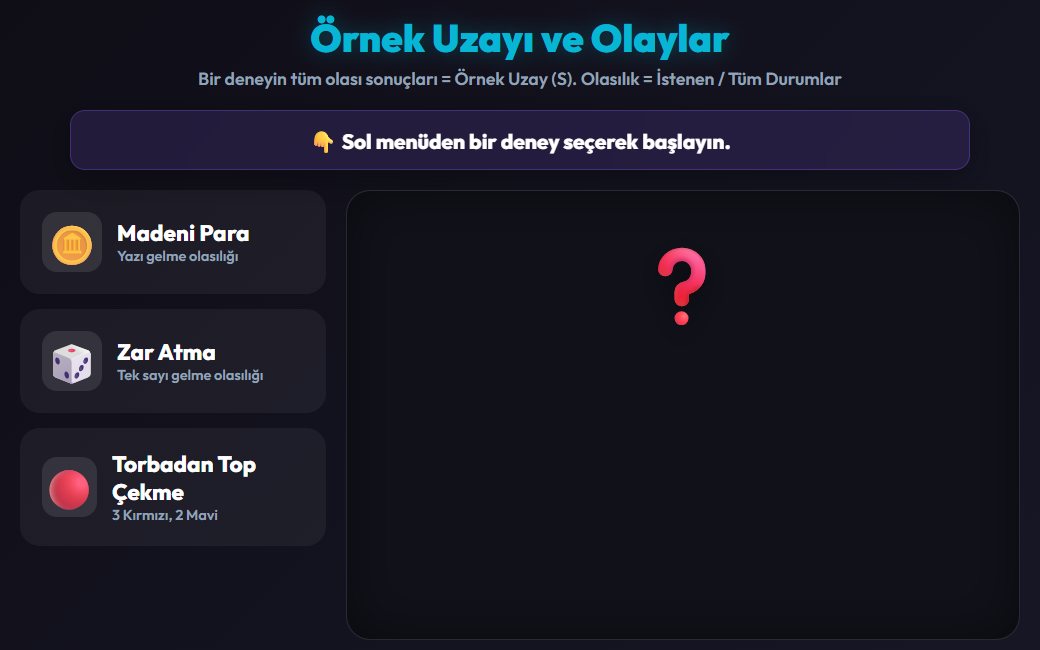 Örnek Uzayı ve Olaylar
Bir deneyin tüm olası sonuçları = Örnek Uzay (S). Olasılık = İstenen / Tüm Durumlar
👇 Sol menüden bir deney seçerek başlayın.
Madeni Para
Yazı gelme olasılığı
Zar Atma
Tek sayı gelme olasılığı
Torbadan Top
Çekme
3 Kırmızı, 2 Mavi
❓